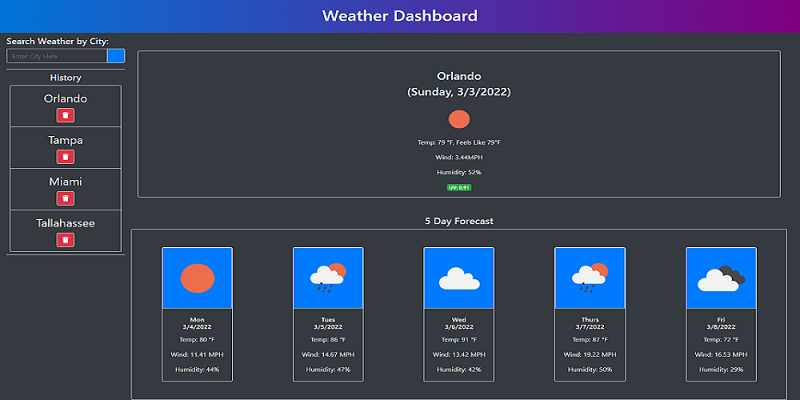 Weather Dashboard
Search Weather by City:
Enter City Here
History
Orlando
Tampa
Miami
Tallahassee
Orlando
(Sunday, 3/3/2022)
Temp: 79 °F, Feels Like 79°F
Wind: 3.44MPH
Humidity: 52%
UV: 0.91
5 Day Forecast
Mon
3/4/2022
Temp: 80 °F
Wind: 11.41 MPH
Humidity: 44%
Tues
3/5/2022
Temp: 86 °F
Wind: 14.67 MPH
Humidity: 47%
Wed
3/6/2022
Temp: 91 °F
Wind: 13.42 MPH
Humidity: 42%
Thurs
3/7/2022
Temp: 87 °F
Wind: 19.22 MPH
Humidity: 50%
Fri
3/8/2022
Temp: 72 °F
Wind: 16.53 MPH
Humidity: 29%